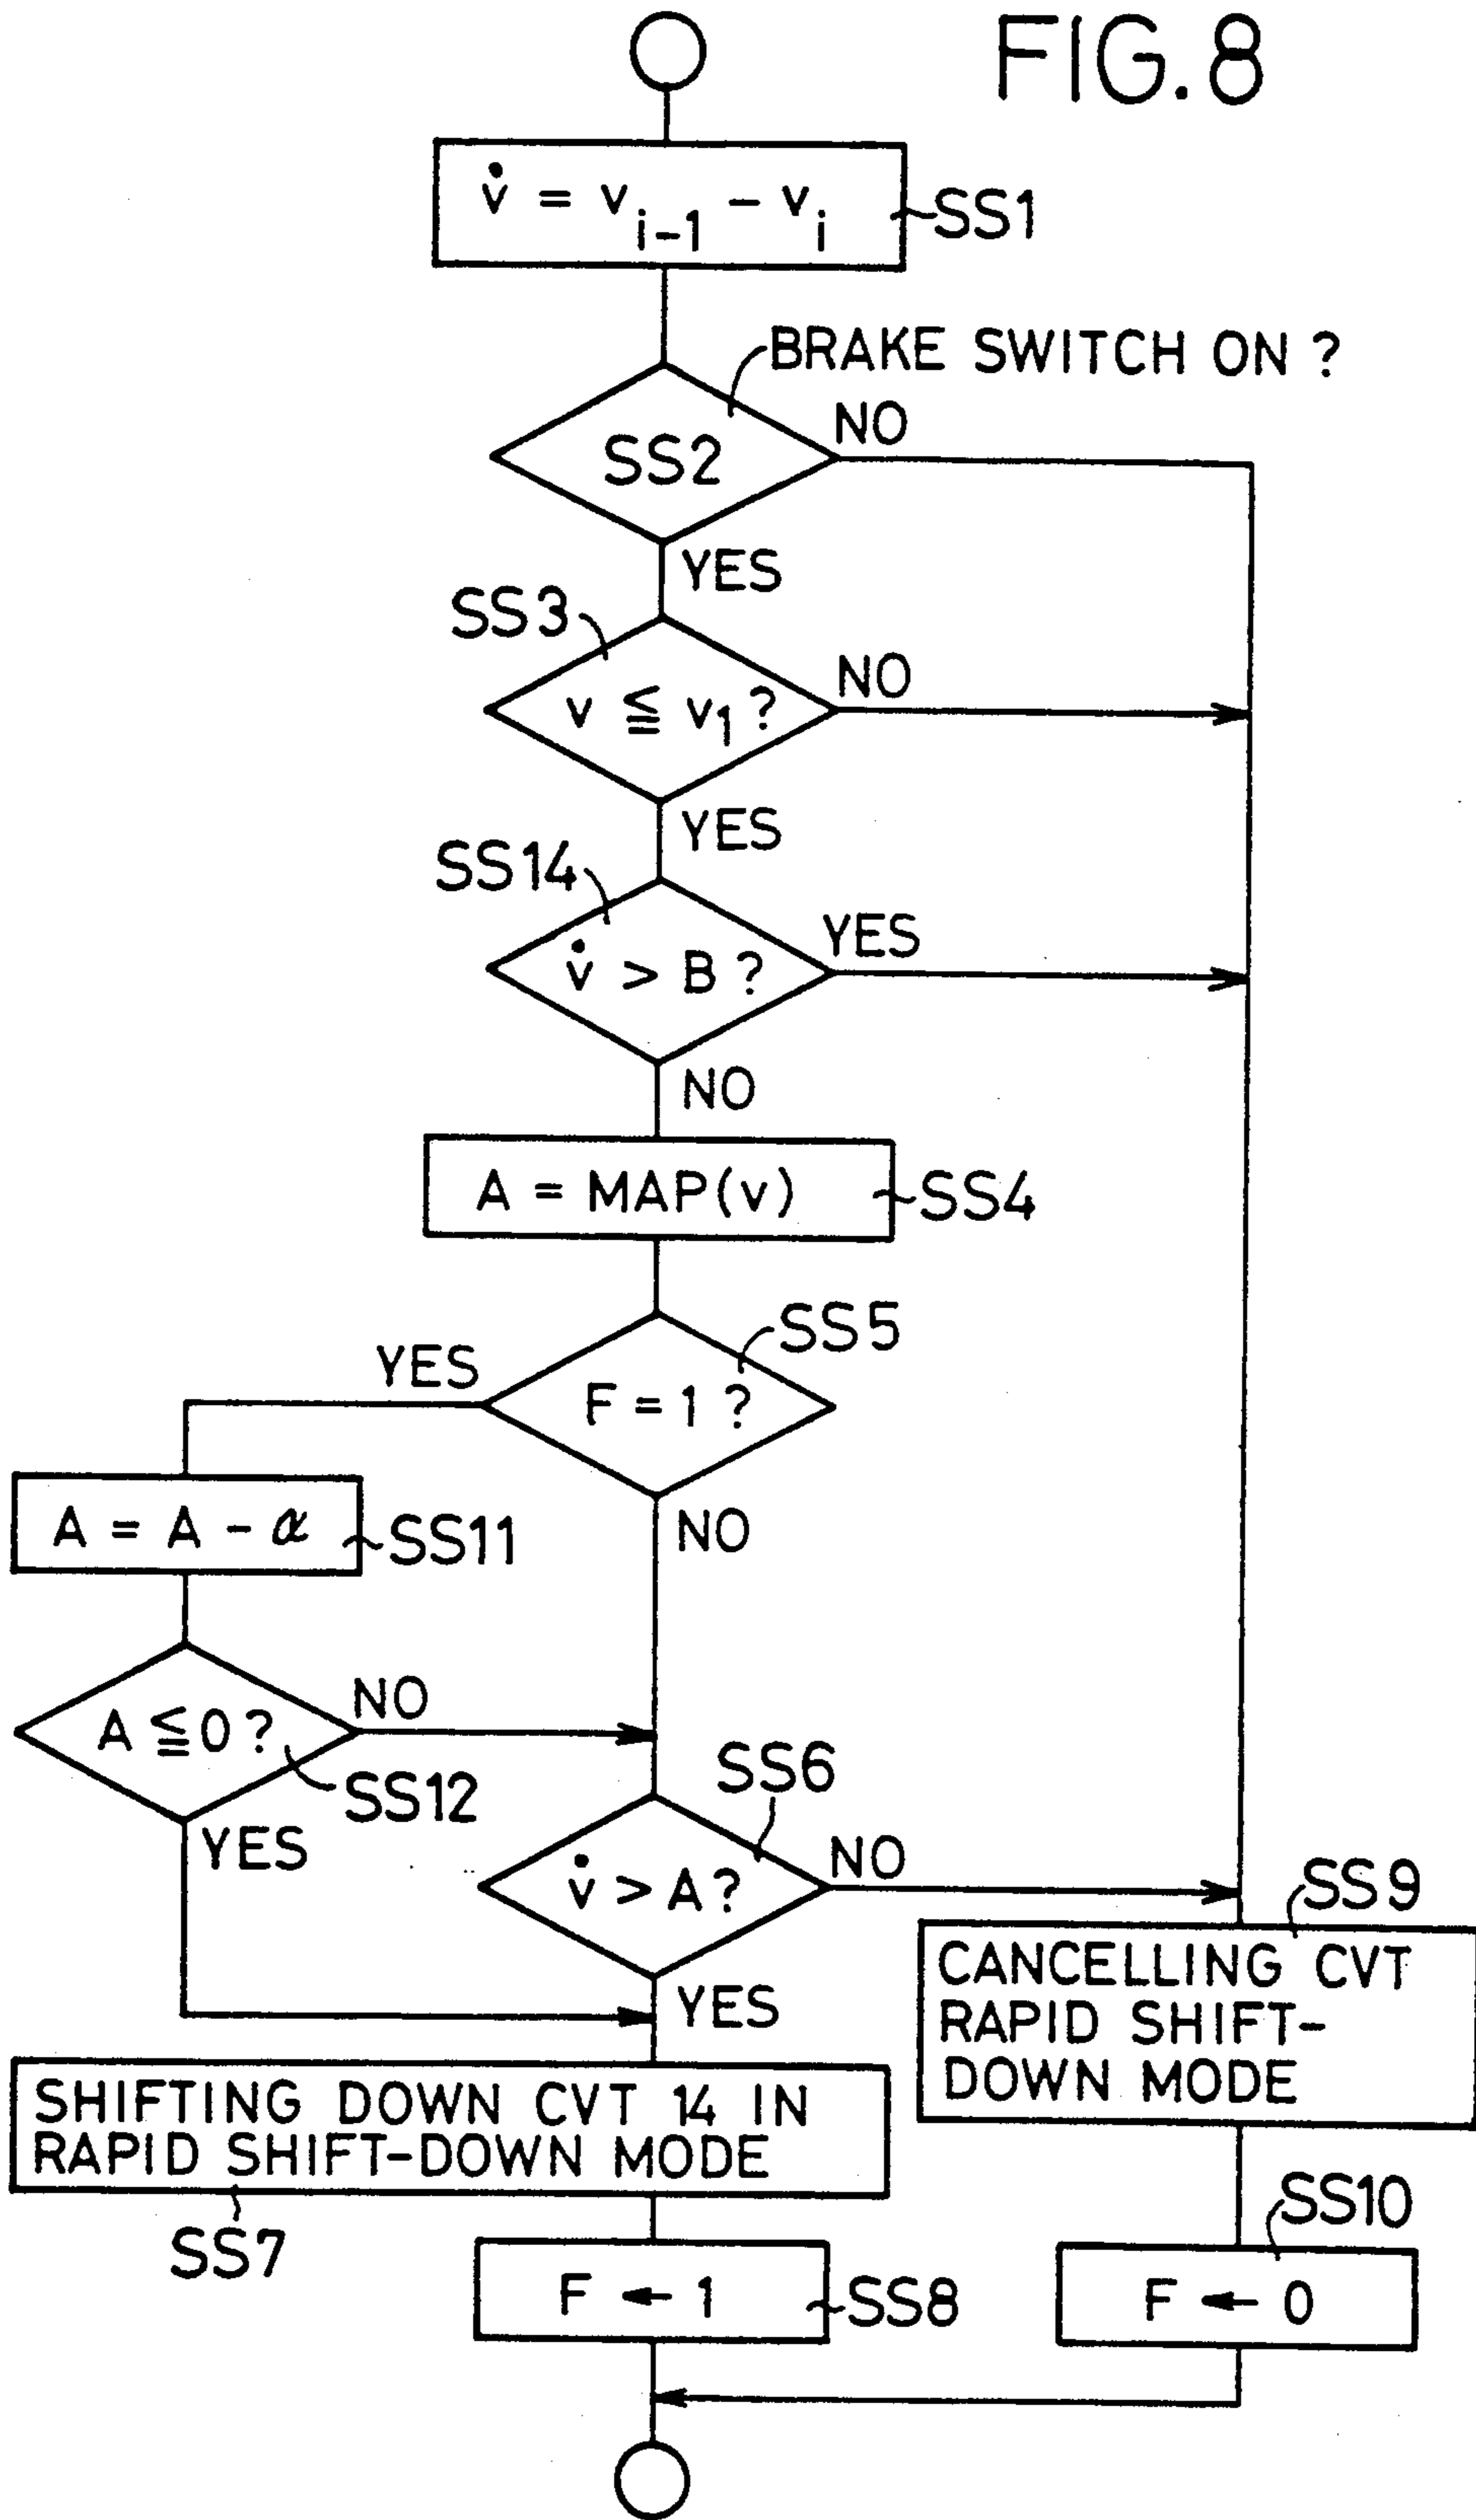 FIG.8
v̇ = v_{i-1} - v_i
SS1
BRAKE SWITCH ON ?
SS2
NO
YES
SS3
v ≦ v_1 ?
NO
YES
SS14
v̇ > B ?
YES
NO
A = MAP(v)
SS4
SS5
F = 1 ?
YES
NO
A = A - α
SS11
A ≦ 0 ?
NO
SS12
YES
SS6
v̇ > A ?
NO
YES
SS9
CANCELLING CVT
RAPID SHIFT-
DOWN MODE
SHIFTING DOWN CVT 14 IN
RAPID SHIFT-DOWN MODE
SS7
SS10
F ← 1
SS8
F ← 0